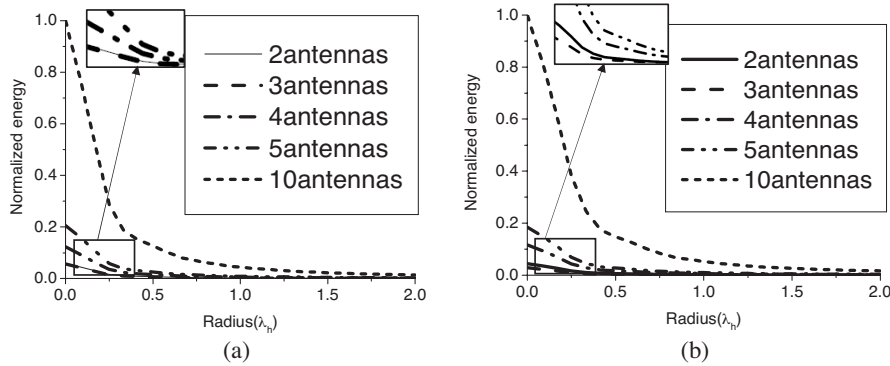 Normalized energy
1.0
0.8
0.6
0.4
0.2
0.0
0.0
0.5
1.0
1.5
2.0
Radius(λh)
2antennas
3antennas
4antennas
5antennas
10antennas
(a)
Normalized energy
1.0
0.8
0.6
0.4
0.2
0.0
0.0
0.5
1.0
1.5
2.0
Radius(λh)
2antennas
3antennas
4antennas
5antennas
10antennas
(b)